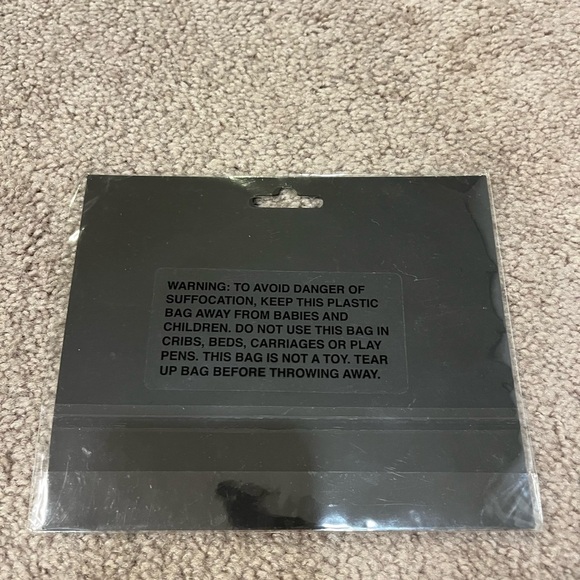 WARNING: TO AVOID DANGER OF
SUFFOCATION, KEEP THIS PLASTIC
BAG AWAY FROM BABIES AND
CHILDREN. DO NOT USE THIS BAG IN
CRIBS, BEDS, CARRIAGES OR PLAY
PENS. THIS BAG IS NOT A TOY. TEAR
UP BAG BEFORE THROWING AWAY.